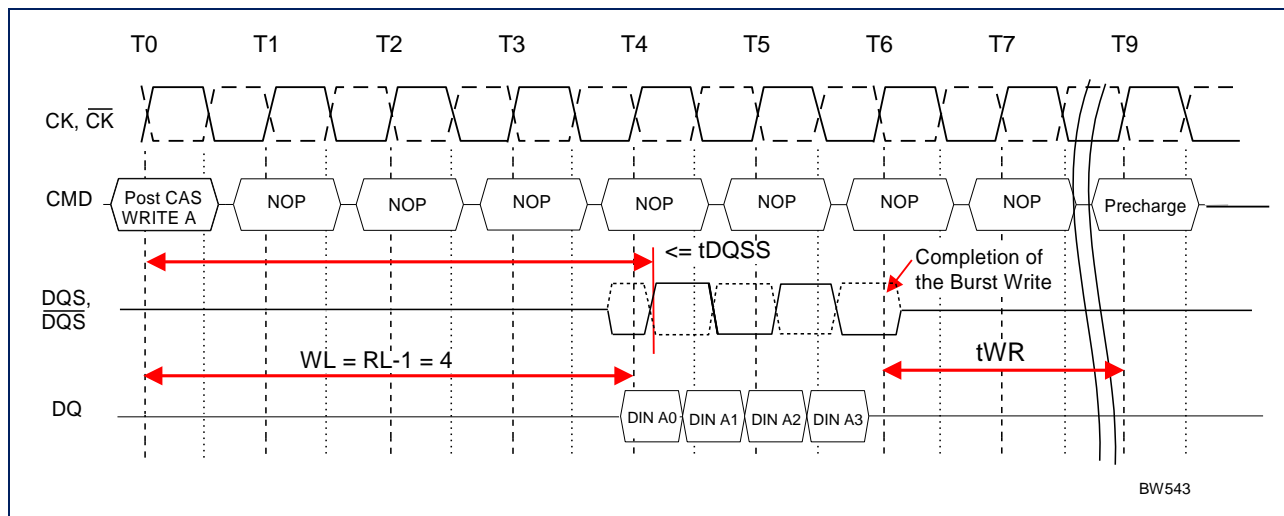 T0 T1 T2 T3 T4 T5 T6 T7 T9
CK, CK
CMD
Post CAS
WRITE A
NOP NOP NOP NOP NOP NOP NOP Precharge
<= tDQSS
Completion of
the Burst Write
DQS,
DQS
WL = RL-1 = 4
tWR
DQ
DIN A0 DIN A1 DIN A2 DIN A3
BW543